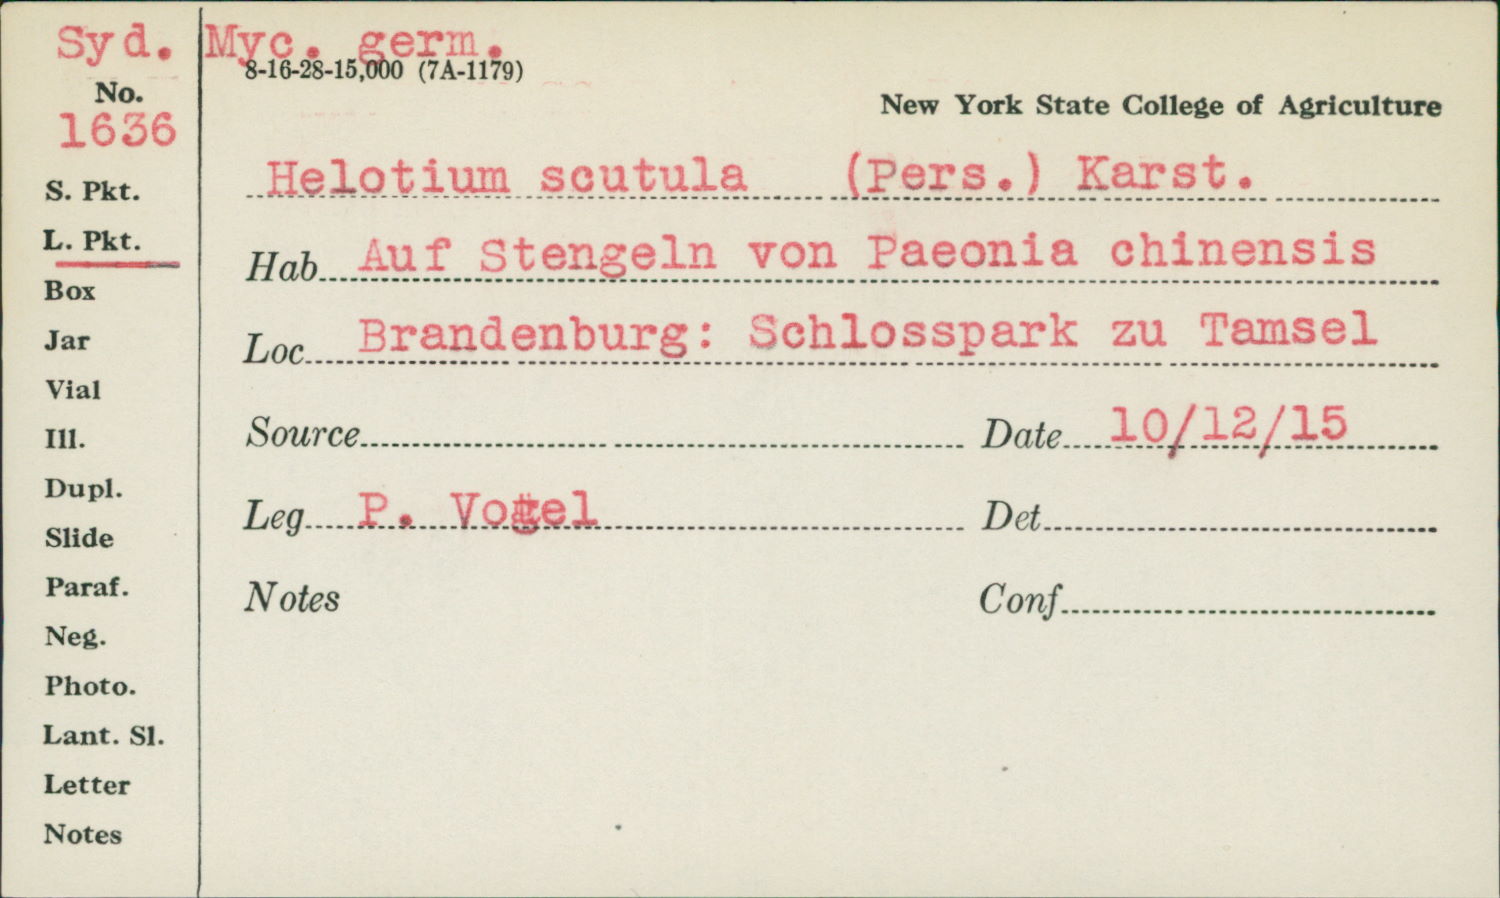 Syd. Myc. germ.
8-16-28-15,000 (7A-1179)
No.
1636
New York State College of Agriculture
Helotium scutula (Pers.) Karst.
S. Pkt.
L. Pkt.
Hab. Auf Stengeln von Paeonia chinensis
Box
Jar
Loc. Brandenburg: Schlosspark zu Tamsel
Vial
Ill.
Source Date 10/12/15
Dupl.
Leg. P. Vogel Det.
Slide
Paraf.
Notes Conf.
Neg.
Photo.
Lant. Sl.
Letter
Notes